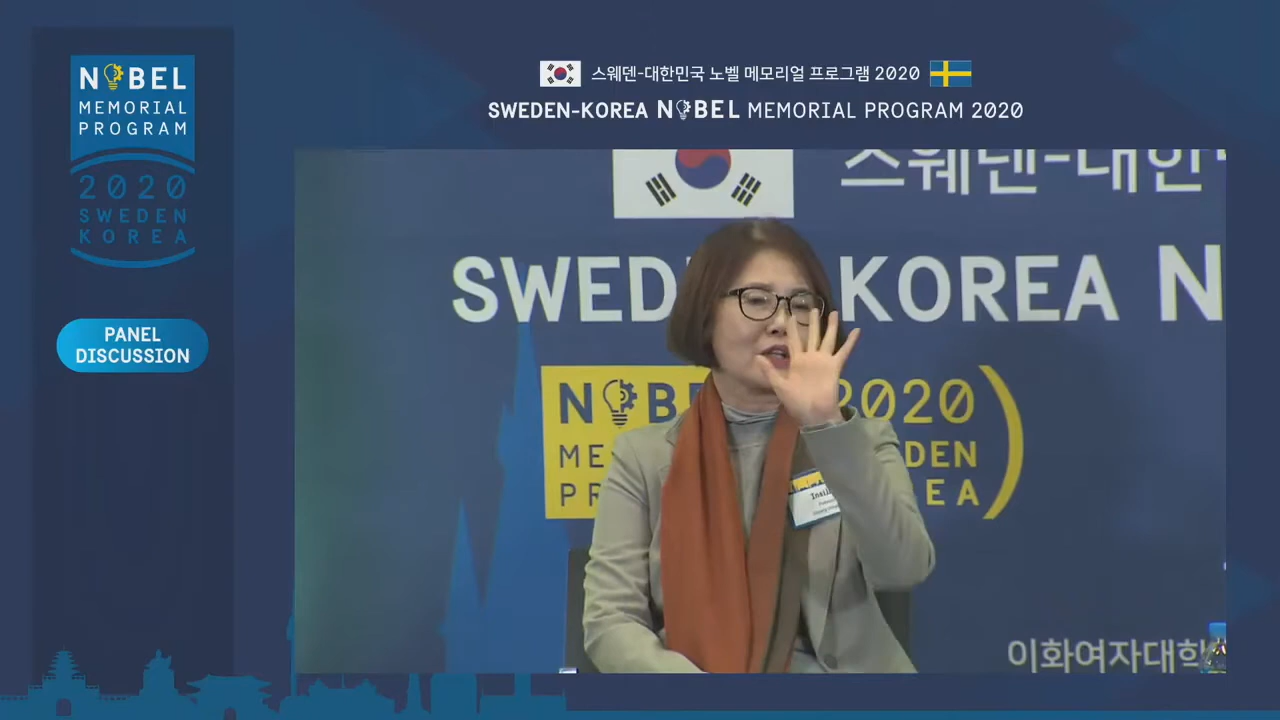 NOBEL
MEMORIAL
PROGRAM
2020
SWEDEN
KOREA
PANEL
DISCUSSION
스웨덴-대한민국 노벨 메모리얼 프로그램 2020
SWEDEN-KOREA NOBEL MEMORIAL PROGRAM 2020
스웨덴-대한
SWED KOREA N
NOBEL 2020
ME DEN
PR EA
이화여자대학